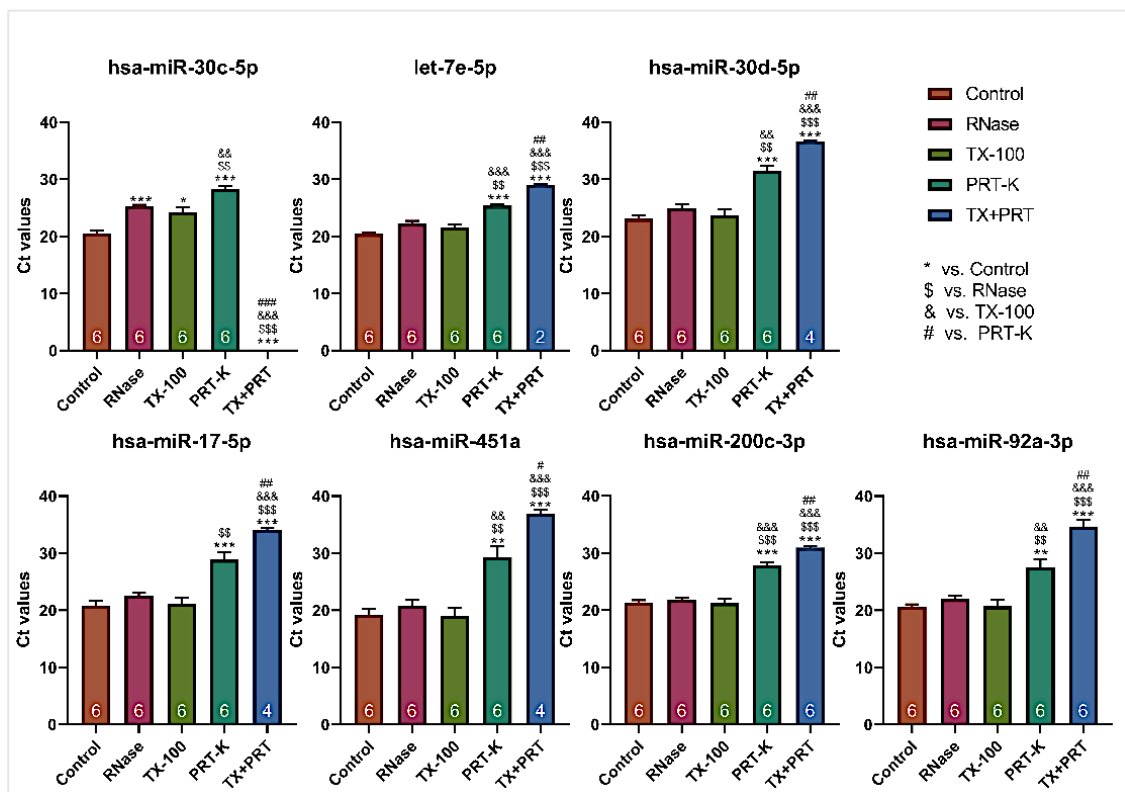 hsa-miR-30c-5p
Ct values
40
30
20
10
0
&&
$$
***
***
*
###
&&&
$$$
***
6
6
6
6
Control
RNase
TX-100
PRT-K
TX+PRT
let-7e-5p
Ct values
40
30
20
10
0
&&&
$$
***
##
&&&
$$$
***
6
6
6
6
2
Control
RNase
TX-100
PRT-K
TX+PRT
hsa-miR-30d-5p
Ct values
40
30
20
10
0
&&
$$
***
##
&&&
$$$
***
6
6
6
6
4
Control
RNase
TX-100
PRT-K
TX+PRT
Control
RNase
TX-100
PRT-K
TX+PRT
* vs. Control
$ vs. RNase
& vs. TX-100
# vs. PRT-K
hsa-miR-17-5p
Ct values
40
30
20
10
0
$$
***
##
&&&
$$$
***
6
6
6
6
4
Control
RNase
TX-100
PRT-K
TX+PRT
hsa-miR-451a
Ct values
40
30
20
10
0
&&
$$
**
#
&&&
$$$
***
6
6
6
6
4
Control
RNase
TX-100
PRT-K
TX+PRT
hsa-miR-200c-3p
Ct values
40
30
20
10
0
&&&
$$$
***
##
&&&
$$$
***
6
6
6
6
6
Control
RNase
TX-100
PRT-K
TX+PRT
hsa-miR-92a-3p
Ct values
40
30
20
10
0
&&
$$
**
##
&&&
$$$
***
6
6
6
6
6
Control
RNase
TX-100
PRT-K
TX+PRT